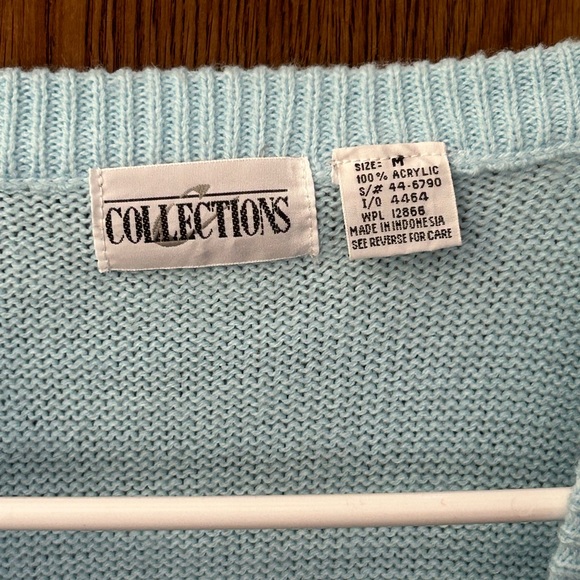 COLLECTIONS
SIZE: M
100% ACRYLIC
S/# 44-6790
I/O 4464
WPL 12866
MADE IN INDONESIA
SEE REVERSE FOR CARE